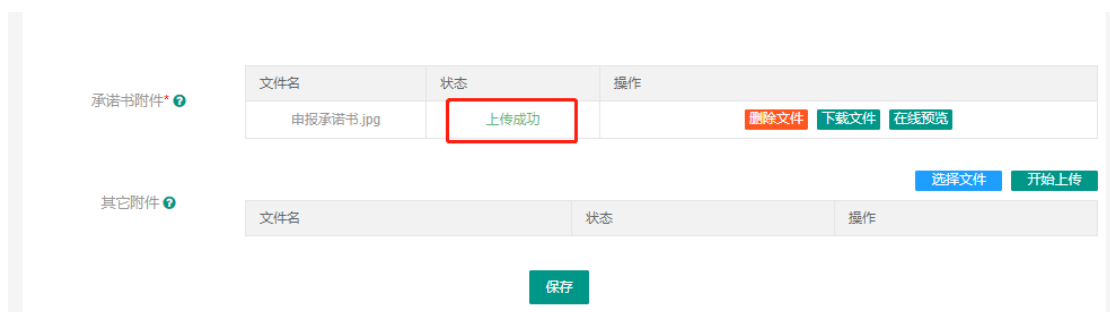 文件名 状态 操作
承诺书附件*
申报承诺书.jpg 上传成功 删除文件 下载文件 在线预览
选择文件 开始上传
其它附件
文件名 状态 操作
保存